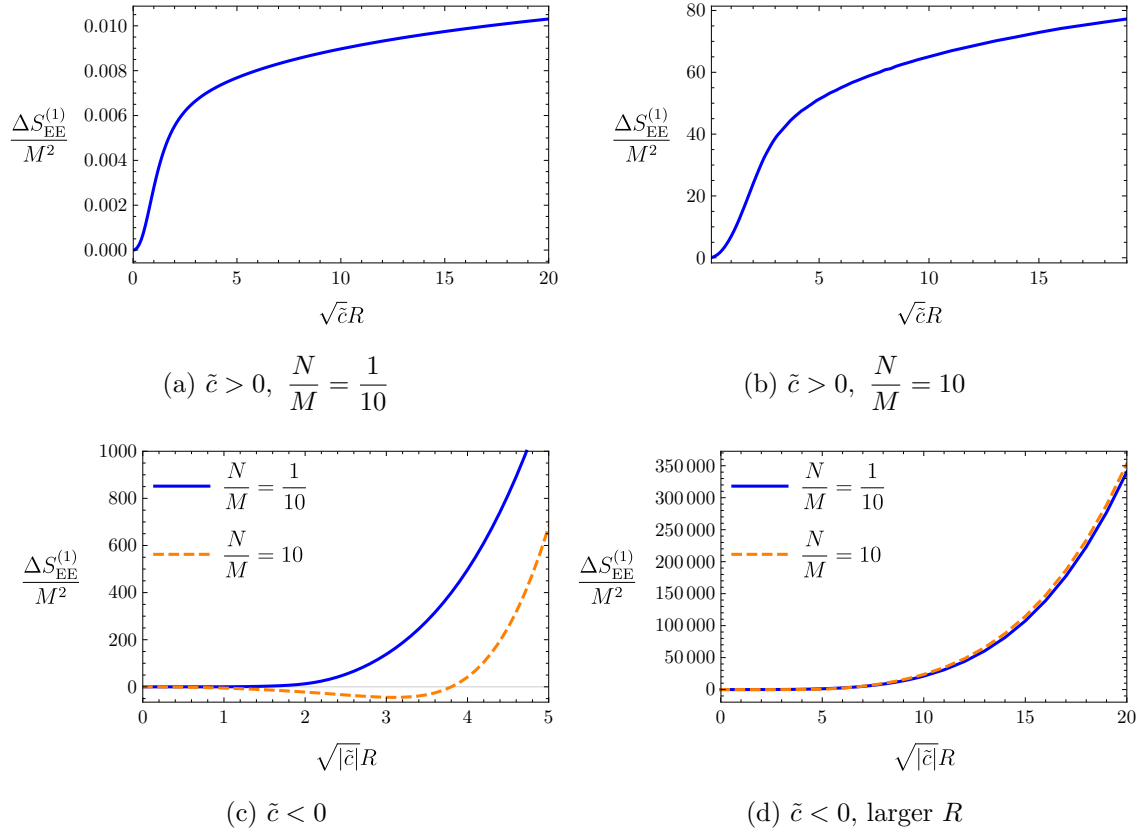 0.010
0.008
0.006
0.004
0.002
0.000
ΔS_EE^(1) / M^2
0 5 10 15 20
√c̃R
(a) c̃ > 0, N/M = 1/10
80
60
40
20
0
ΔS_EE^(1) / M^2
5 10 15
√c̃R
(b) c̃ > 0, N/M = 10
1000
800
600
400
200
0
ΔS_EE^(1) / M^2
N/M = 1/10
N/M = 10
0 1 2 3 4 5
√|c̃|R
(c) c̃ < 0
350 000
300 000
250 000
200 000
150 000
100 000
50 000
0
ΔS_EE^(1) / M^2
N/M = 1/10
N/M = 10
0 5 10 15 20
√|c̃|R
(d) c̃ < 0, larger R